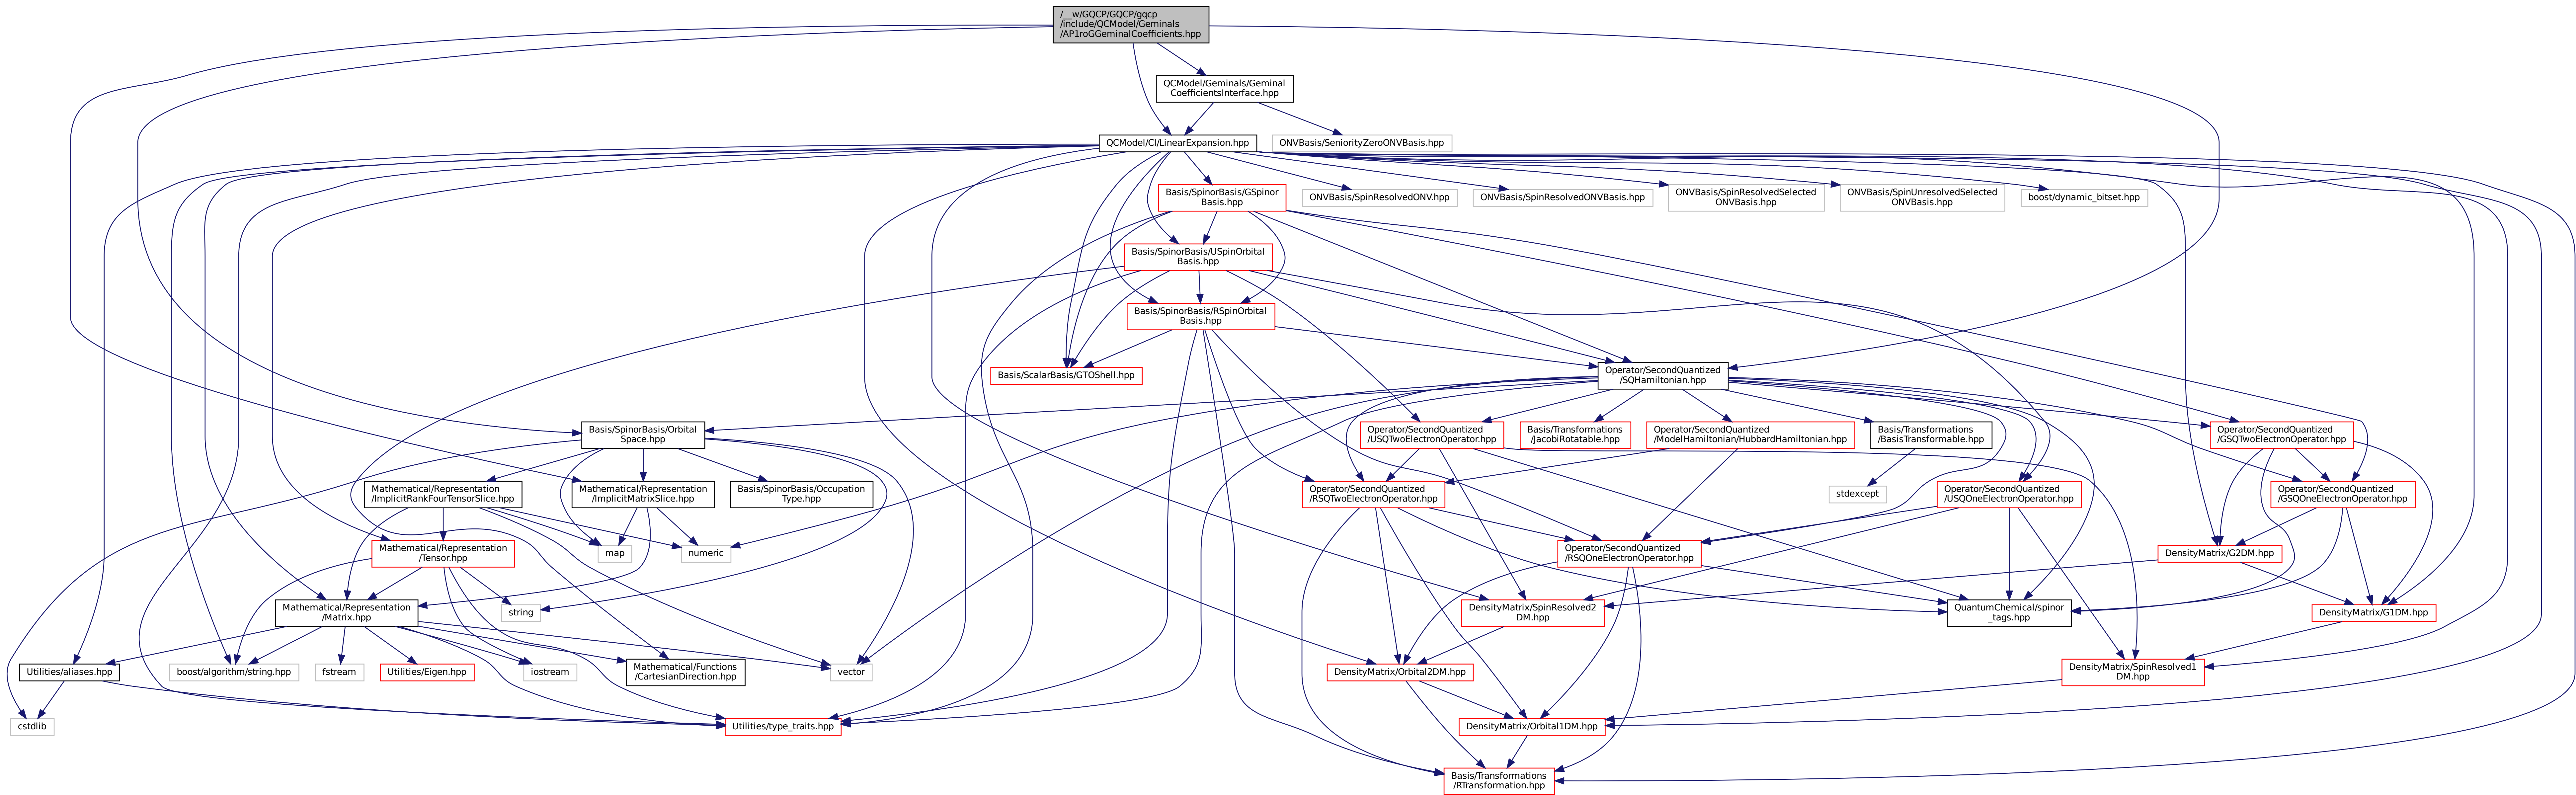 /__w/GQCP/GQCP/gqcp
/include/QCModel/Geminals
/AP1roGGeminalCoefficients.hpp
QCModel/Geminals/Geminal
CoefficientsInterface.hpp
QCModel/CI/LinearExpansion.hpp
ONVBasis/SeniorityZeroONVBasis.hpp
Basis/SpinorBasis/GSpinor
Basis.hpp
ONVBasis/SpinResolvedONV.hpp
ONVBasis/SpinResolvedONVBasis.hpp
ONVBasis/SpinResolvedSelected
ONVBasis.hpp
ONVBasis/SpinUnresolvedSelected
ONVBasis.hpp
boost/dynamic_bitset.hpp
Basis/SpinorBasis/USpinOrbital
Basis.hpp
Basis/SpinorBasis/RSpinOrbital
Basis.hpp
Basis/ScalarBasis/GTOShell.hpp
Operator/SecondQuantized
/SQHamiltonian.hpp
Basis/SpinorBasis/Orbital
Space.hpp
Operator/SecondQuantized
/USQTwoElectronOperator.hpp
Basis/Transformations
/JacobiRotatable.hpp
Operator/SecondQuantized
/ModelHamiltonian/HubbardHamiltonian.hpp
Basis/Transformations
/BasisTransformable.hpp
Operator/SecondQuantized
/GSQTwoElectronOperator.hpp
Mathematical/Representation
/ImplicitRankFourTensorSlice.hpp
Mathematical/Representation
/ImplicitMatrixSlice.hpp
Basis/SpinorBasis/Occupation
Type.hpp
Operator/SecondQuantized
/RSQTwoElectronOperator.hpp
stdexcept
Operator/SecondQuantized
/USQOneElectronOperator.hpp
Operator/SecondQuantized
/GSQOneElectronOperator.hpp
Mathematical/Representation
/Tensor.hpp
map
numeric
Operator/SecondQuantized
/RSQOneElectronOperator.hpp
DensityMatrix/G2DM.hpp
Mathematical/Representation
/Matrix.hpp
string
DensityMatrix/SpinResolved2
DM.hpp
QuantumChemical/spinor
_tags.hpp
DensityMatrix/G1DM.hpp
Utilities/aliases.hpp
boost/algorithm/string.hpp
fstream
Utilities/Eigen.hpp
iostream
Mathematical/Functions
/CartesianDirection.hpp
vector
DensityMatrix/Orbital2DM.hpp
DensityMatrix/SpinResolved1
DM.hpp
cstdlib
Utilities/type_traits.hpp
DensityMatrix/Orbital1DM.hpp
Basis/Transformations
/RTransformation.hpp